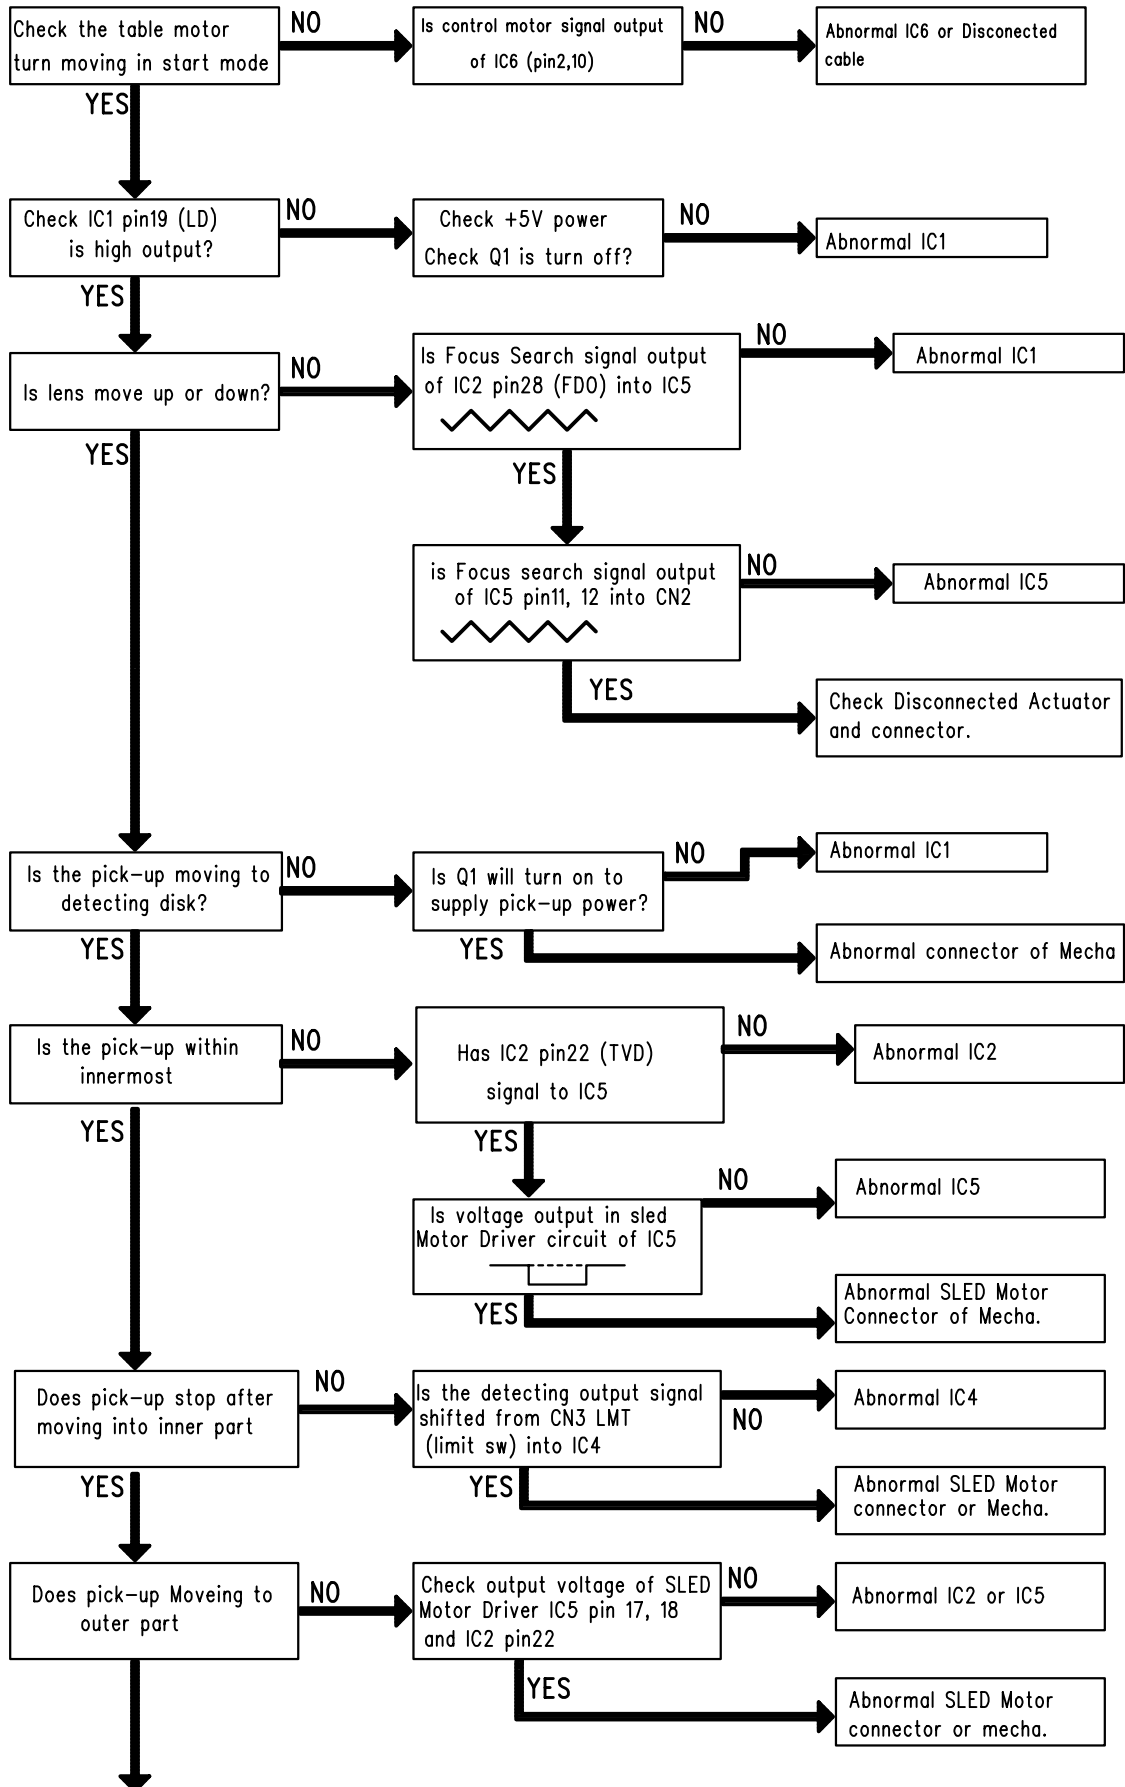 Check the table motor
turn moving in start mode
NO
Is control motor signal output
of IC6 (pin2,10)
NO
Abnormal IC6 or Disconected
cable
YES
Check IC1 pin19 (LD)
is high output?
NO
Check +5V power
Check Q1 is turn off?
NO
Abnormal IC1
YES
Is lens move up or down?
NO
Is Focus Search signal output
of IC2 pin28 (FDO) into IC5
NO
Abnormal IC1
YES
YES
is Focus search signal output
of IC5 pin11, 12 into CN2
NO
Abnormal IC5
YES
Check Disconnected Actuator
and connector.
Is the pick-up moving to
detecting disk?
NO
Is Q1 will turn on to
supply pick-up power?
NO
Abnormal IC1
YES
YES
Abnormal connector of Mecha
Is the pick-up within
innermost
NO
Has IC2 pin22 (TVD)
signal to IC5
NO
Abnormal IC2
YES
YES
Is voltage output in sled
Motor Driver circuit of IC5
NO
Abnormal IC5
YES
Abnormal SLED Motor
Connector of Mecha.
Does pick-up stop after
moving into inner part
NO
Is the detecting output signal
shifted from CN3 LMT
(limit sw) into IC4
NO
Abnormal IC4
YES
YES
Abnormal SLED Motor
connector or Mecha.
Does pick-up Moveing to
outer part
NO
Check output voltage of SLED
Motor Driver IC5 pin 17, 18
and IC2 pin22
NO
Abnormal IC2 or IC5
YES
Abnormal SLED Motor
connector or mecha.